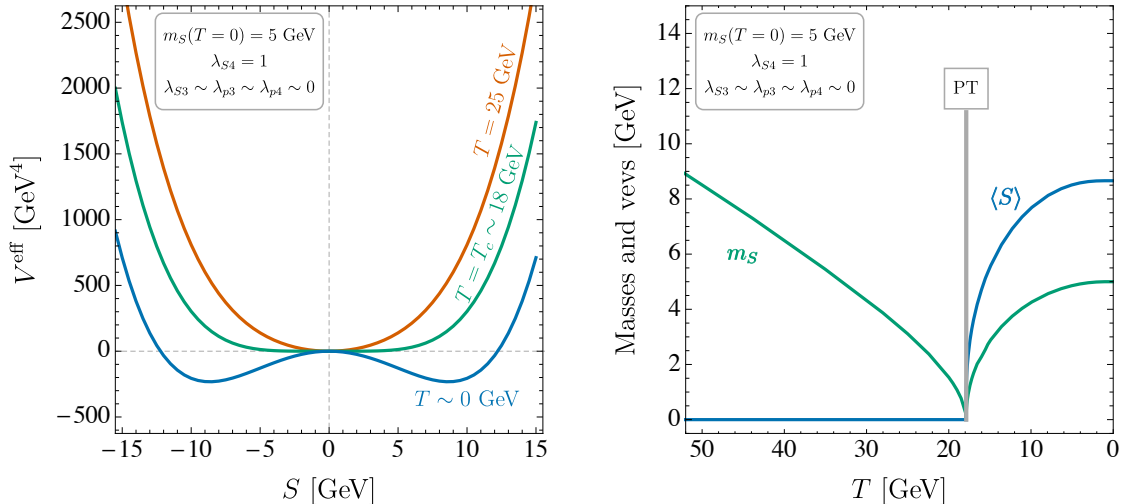 m_S(T = 0) = 5 GeV
λ_{S4} = 1
λ_{S3} ∼ λ_{p3} ∼ λ_{p4} ∼ 0
T = 25 GeV
T = T_c ∼ 18 GeV
T ∼ 0 GeV
2500
2000
1500
1000
500
0
−500
V^{eff} [GeV^4]
−15 −10 −5 0 5 10 15
S [GeV]
m_S(T = 0) = 5 GeV
λ_{S4} = 1
λ_{S3} ∼ λ_{p3} ∼ λ_{p4} ∼ 0
PT
⟨S⟩
m_S
14
12
10
8
6
4
2
0
Masses and vevs [GeV]
50 40 30 20 10 0
T [GeV]